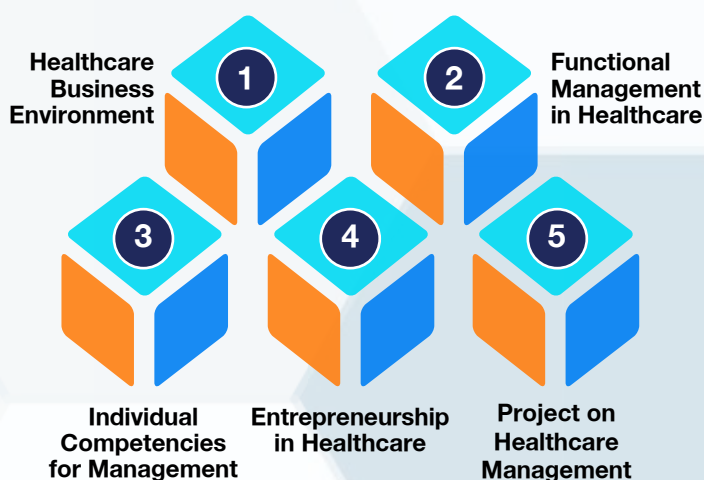 1
Healthcare
Business
Environment
2
Functional
Management
in Healthcare
3
Individual
Competencies
for Management
4
Entrepreneurship
in Healthcare
5
Project on
Healthcare
Management